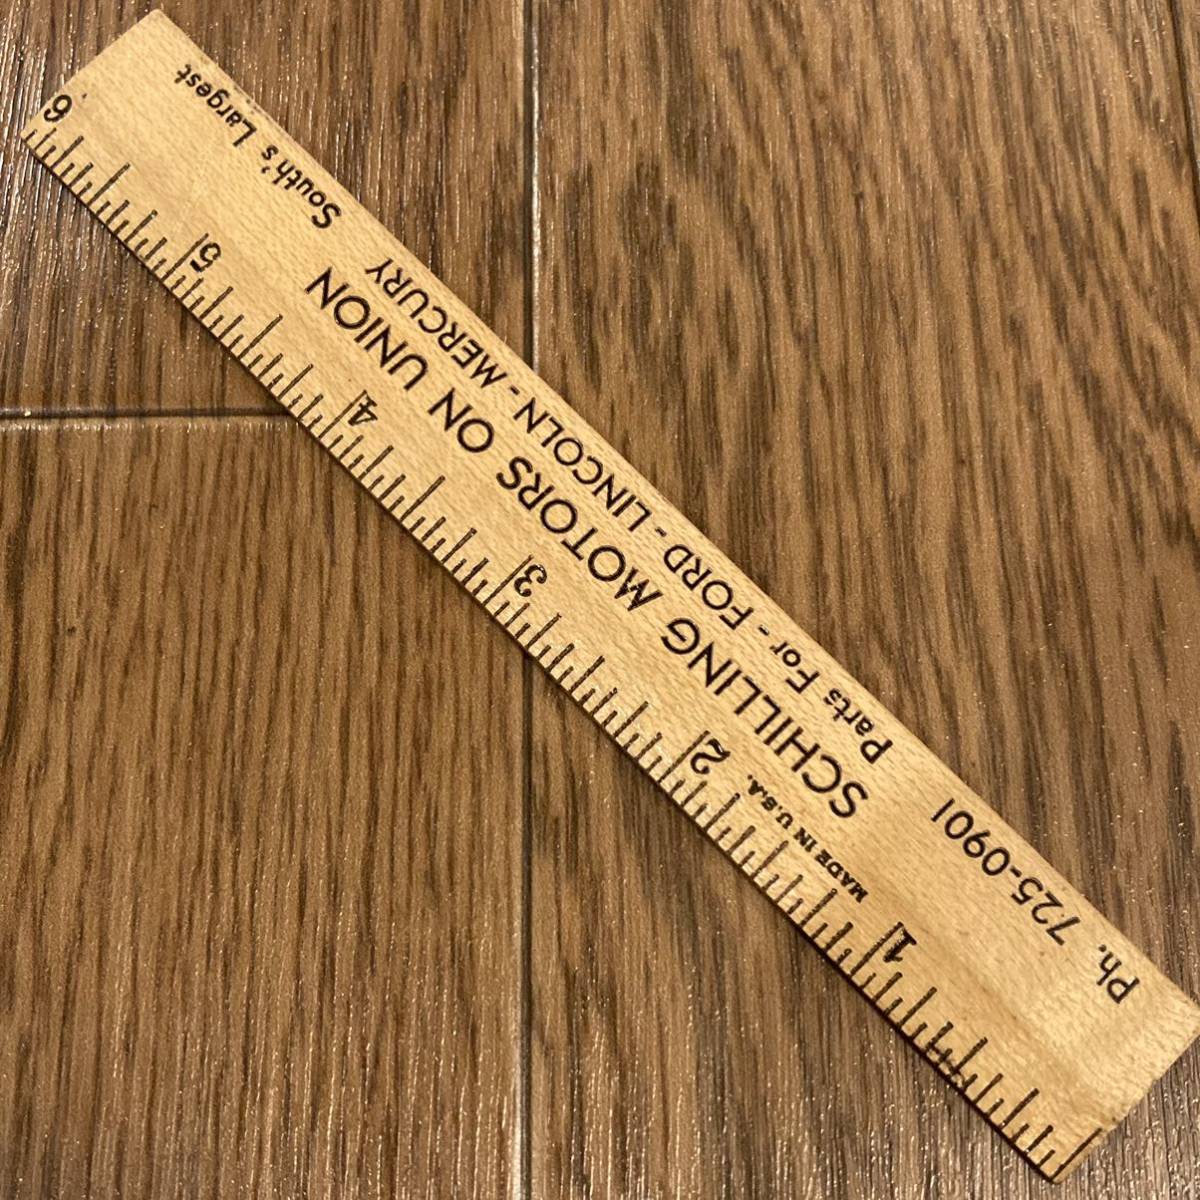 Ph. 725-0901
South's Largest
Parts For - FORD - LINCOLN - MERCURY
SCHILLING MOTORS ON UNION
MADE IN U.S.A.
1 2 3 4 5 6